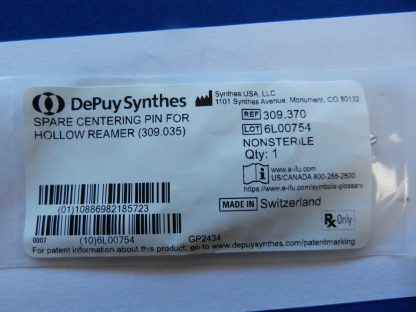 DePuy Synthes
SPARE CENTERING PIN FOR
HOLLOW REAMER (309.035)
Synthes USA, LLC
1101 Synthes Avenue, Monument, CO 80132
REF 309.370
LOT 6L00754
NONSTERILE
Qty: 1
www.e-ifu.com
US/CANADA 800-255-2500
www.e-ifu.com/symbols-glossary
MADE IN Switzerland
Rx Only
(01)10886982185723
0007 (10)6L00754 GP2434
For patent information about this product: go to www.depuysynthes.com/patentmarking